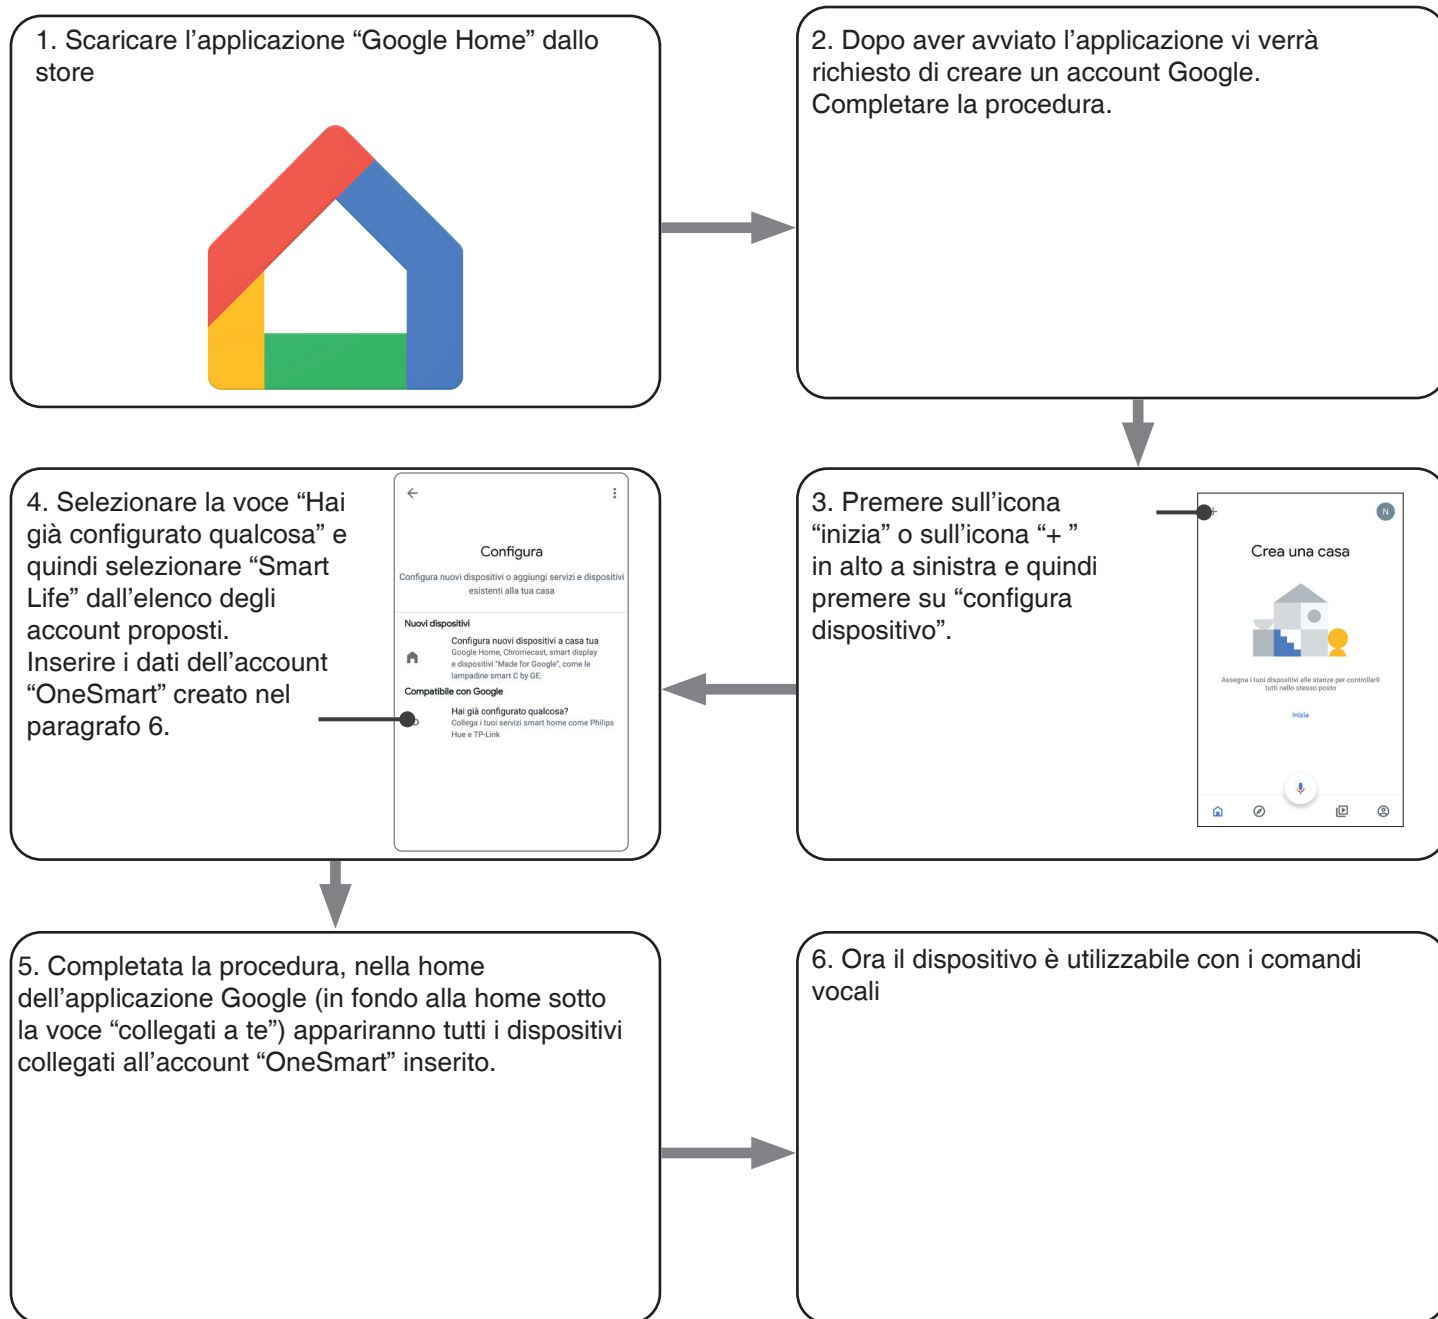 1. Scaricare l’applicazione “Google Home” dallo
store
2. Dopo aver avviato l’applicazione vi verrà
richiesto di creare un account Google.
Completare la procedura.
3. Premere sull’icona
“inizia” o sull’icona “+ ”
in alto a sinistra e quindi
premere su “configura
dispositivo”.
+
N
Crea una casa
Assegna i tuoi dispositivi alle stanze per controllarli
tutti nello stesso posto
Inizia
4. Selezionare la voce “Hai
già configurato qualcosa” e
quindi selezionare “Smart
Life” dall’elenco degli
account proposti.
Inserire i dati dell’account
“OneSmart” creato nel
paragrafo 6.
Configura
Configura nuovi dispositivi o aggiungi servizi e dispositivi
esistenti alla tua casa
Nuovi dispositivi
Configura nuovi dispositivi a casa tua
Google Home, Chromecast, smart display
e dispositivi "Made for Google", come le
lampadine smart C by GE.
Compatibile con Google
Hai già configurato qualcosa?
Collega i tuoi servizi smart home come Philips
Hue e TP-Link
5. Completata la procedura, nella home
dell’applicazione Google (in fondo alla home sotto
la voce “collegati a te”) appariranno tutti i dispositivi
collegati all’account “OneSmart” inserito.
6. Ora il dispositivo è utilizzabile con i comandi
vocali